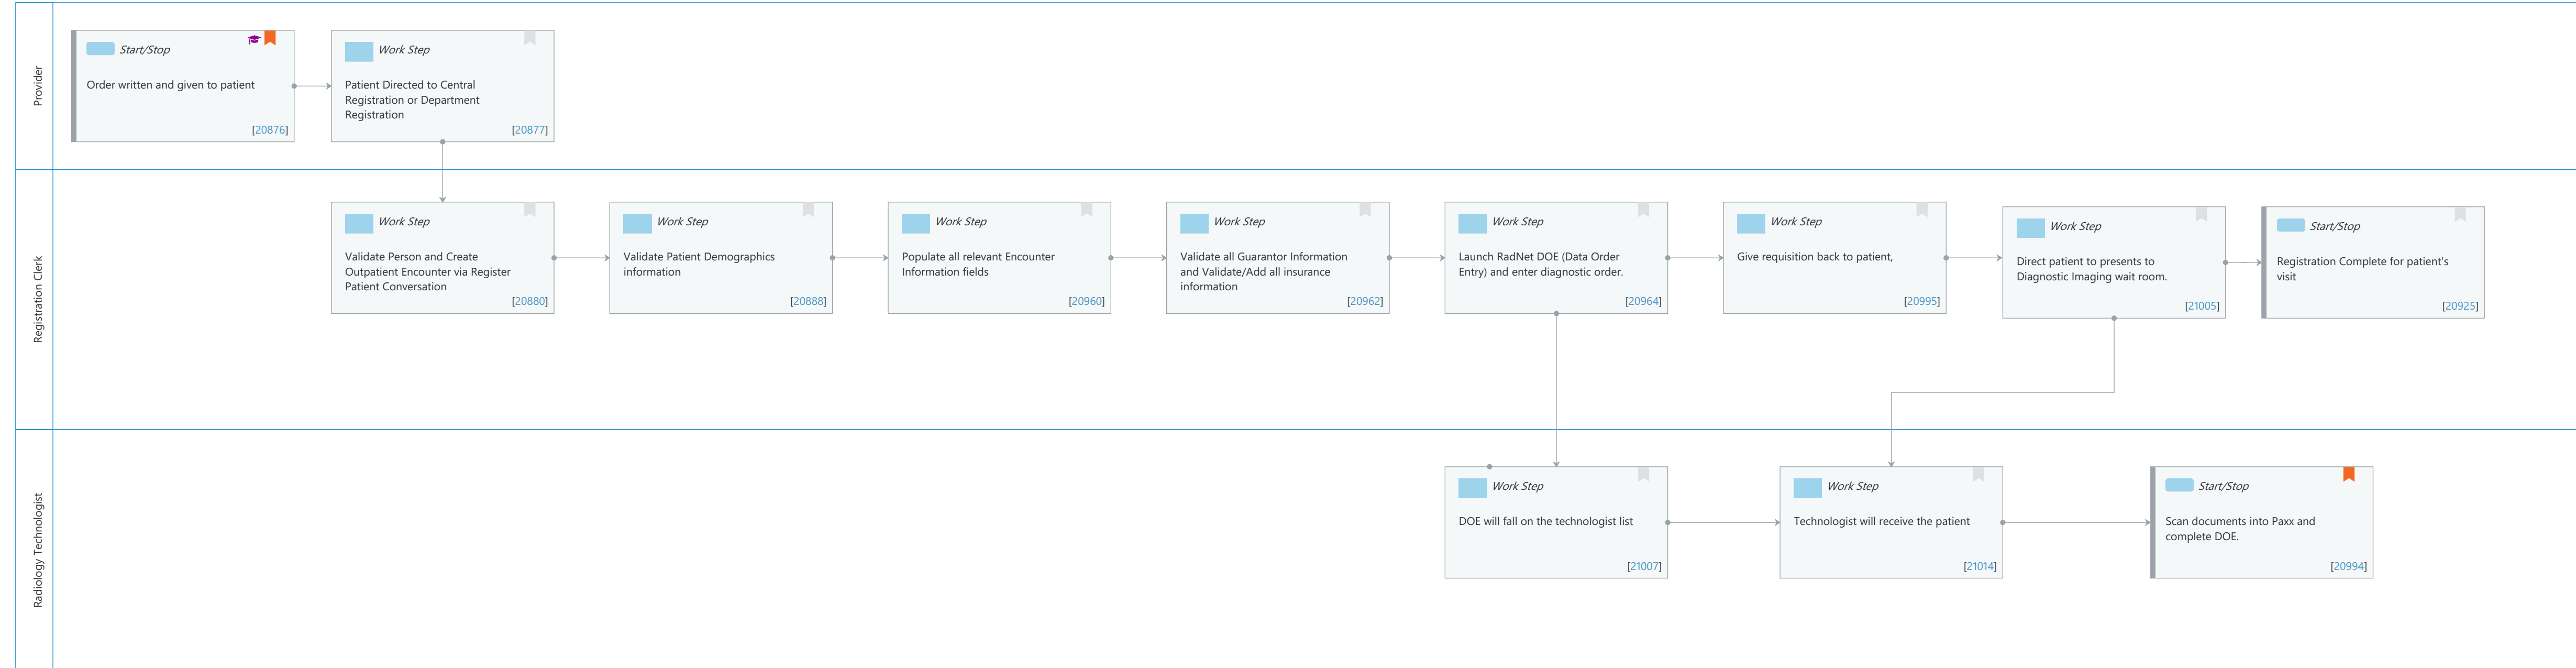 Provider
Start/Stop
Order written and given to patient
[20876]
Work Step
Patient Directed to Central
Registration or Department
Registration
[20877]
Registration Clerk
Work Step
Validate Person and Create
Outpatient Encounter via Register
Patient Conversation
[20880]
Work Step
Validate Patient Demographics
information
[20888]
Work Step
Populate all relevant Encounter
Information fields
[20960]
Work Step
Validate all Guarantor Information
and Validate/Add all insurance
information
[20962]
Work Step
Launch RadNet DOE (Data Order
Entry) and enter diagnostic order.
[20964]
Work Step
Give requisition back to patient,
[20995]
Work Step
Direct patient to presents to
Diagnostic Imaging wait room.
[21005]
Start/Stop
Registration Complete for patient's
visit
[20925]
Radiology Technologist
Work Step
DOE will fall on the technologist list
[21007]
Work Step
Technologist will receive the patient
[21014]
Start/Stop
Scan documents into Paxx and
complete DOE.
[20994]